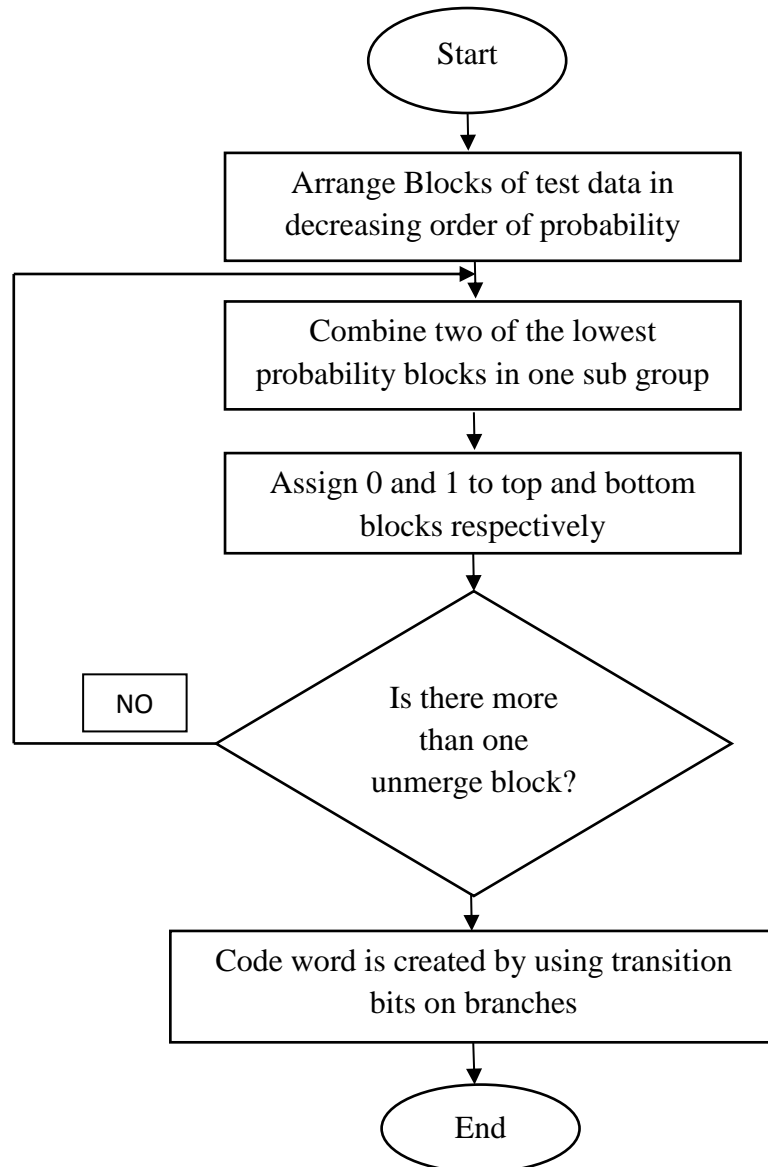 Start
Arrange Blocks of test data in
decreasing order of probability
Combine two of the lowest
probability blocks in one sub group
Assign 0 and 1 to top and bottom
blocks respectively
Is there more
than one
unmerge block?
NO
Code word is created by using transition
bits on branches
End